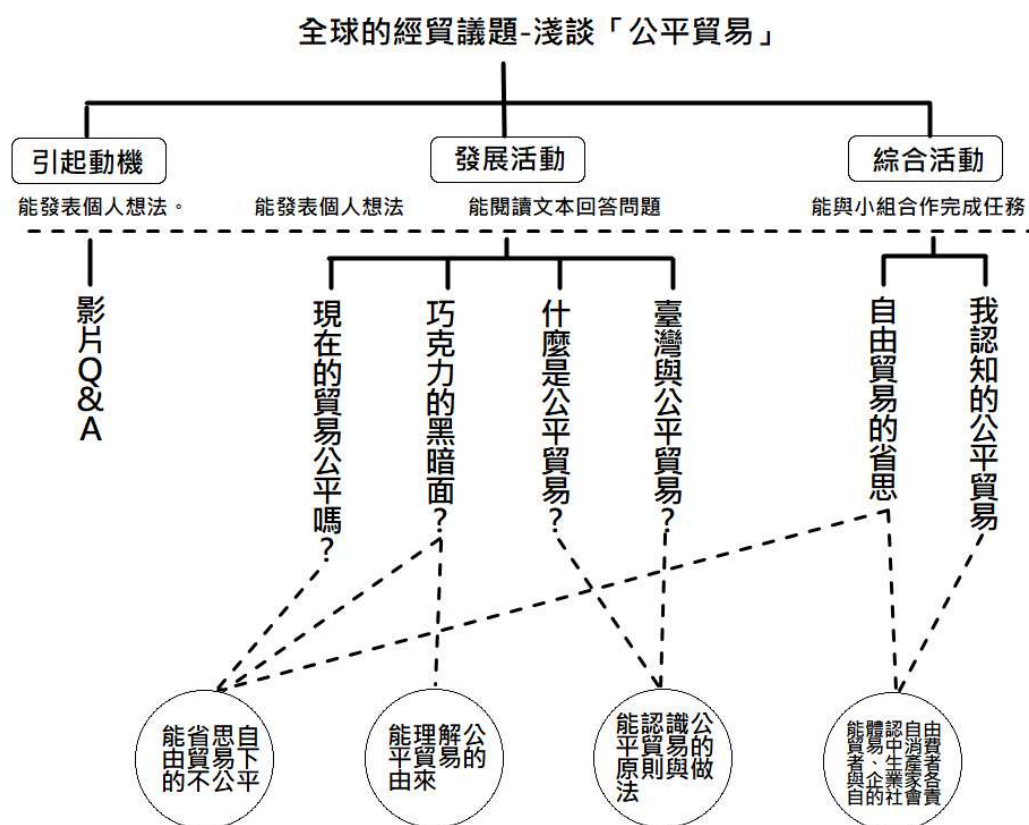 全球的經貿議題-淺談「公平貿易」
引起動機
發展活動
綜合活動
能發表個人想法。
能發表個人想法
能閱讀文本回答問題
能與小組合作完成任務
影片Q&A
現在的貿易公平嗎?
巧克力的黑暗面?
什麼是公平貿易?
臺灣與公平貿易?
自由貿易的省思
我認知的公平貿易
能省思自
由貿易下
的不公平
能理解公
平貿易的
由來
能認識公
平貿易的
原則與做
法
能體認自由
貿易中消費
者、生產者
與企業家各
自的社會責